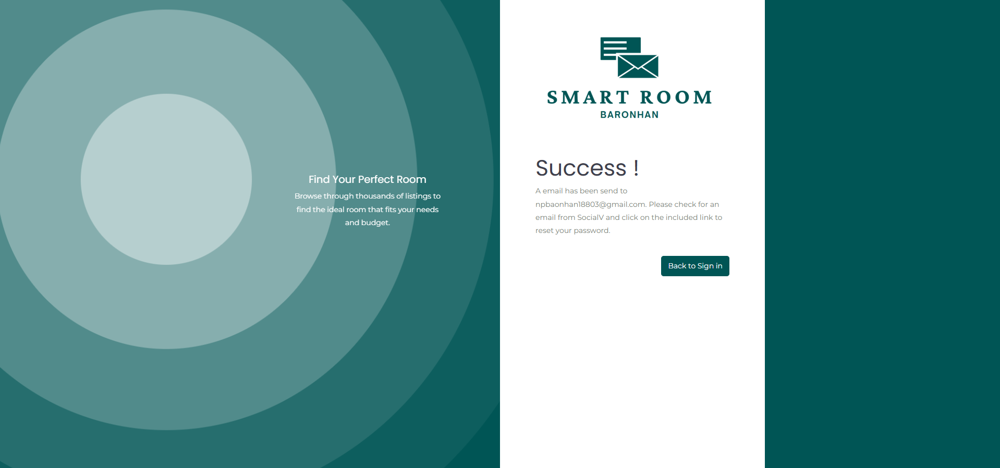 Find Your Perfect Room
Browse through thousands of listings to
find the ideal room that fits your needs
and budget.
SMART ROOM
BARONHAN
Success !
A email has been send to
npbaonhan18803@gmail.com. Please check for an
email from SocialV and click on the included link to
reset your password.
Back to Sign in